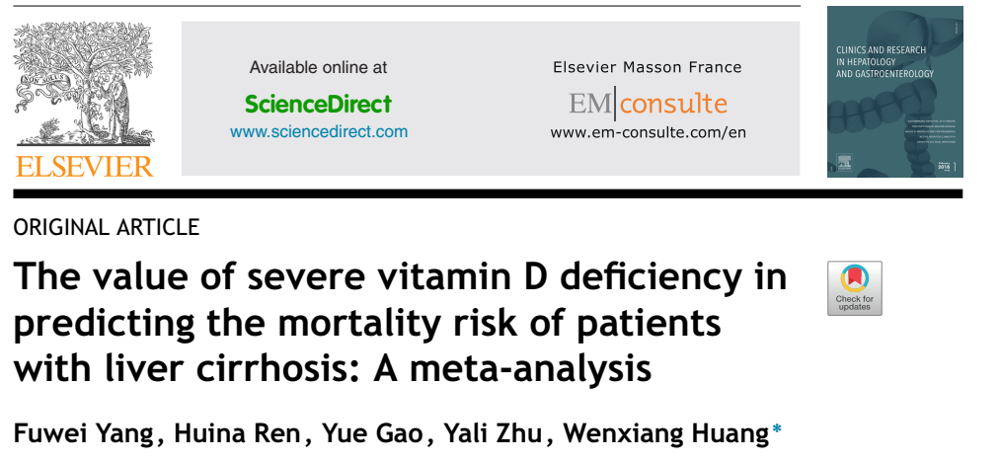 NON SOLUS
ELSEVIER
Available online at
ScienceDirect
www.sciencedirect.com
Elsevier Masson France
EM|consulte
www.em-consulte.com/en
CLINICS AND RESEARCH
IN HEPATOLOGY
AND GASTROENTEROLOGY
ORIGINAL ARTICLE
The value of severe vitamin D deficiency in
predicting the mortality risk of patients
with liver cirrhosis: A meta-analysis
Check for
updates
Fuwei Yang, Huina Ren, Yue Gao, Yali Zhu, Wenxiang Huang*